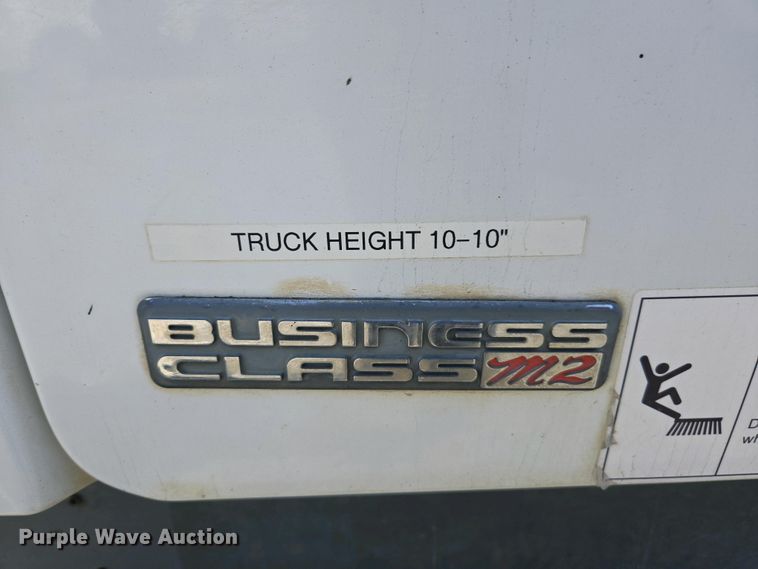 TRUCK HEIGHT 10-10"
BUSINESS
CLASS M2
Purple Wave Auction